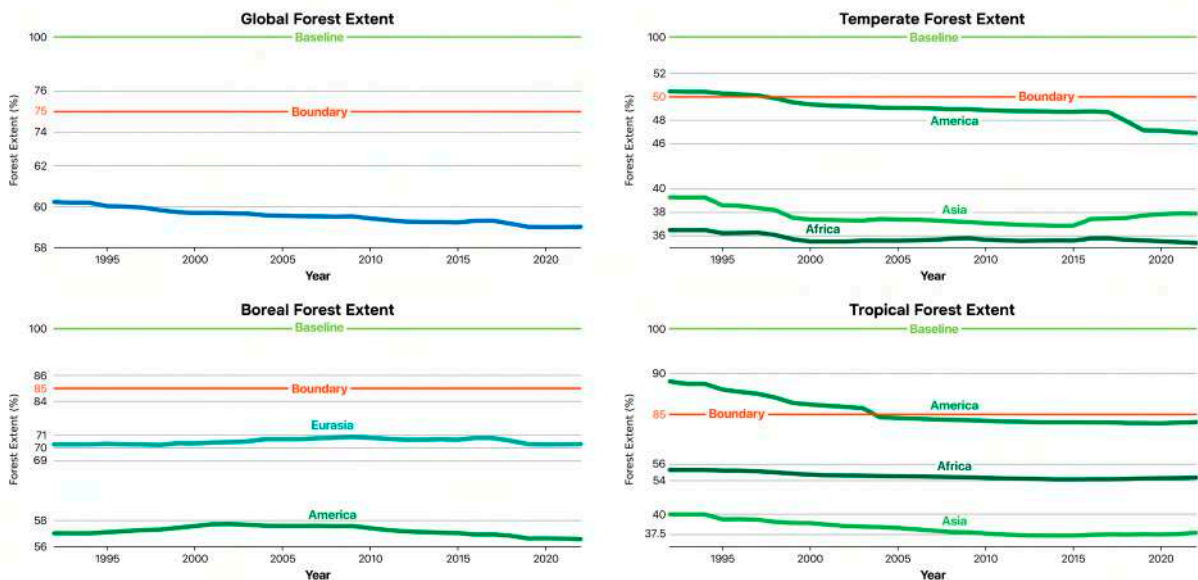 Global Forest Extent
Forest Extent (%)
100
76
75
74
62
60
58
Baseline
Boundary
1995 2000 2005 2010 2015 2020
Year
Temperate Forest Extent
100
52
50
48
46
40
38
36
Baseline
Boundary
America
Asia
Africa
1995 2000 2005 2010 2015 2020
Year
Boreal Forest Extent
Forest Extent (%)
100
86
85
84
71
70
69
58
56
Baseline
Boundary
Eurasia
America
1995 2000 2005 2010 2015 2020
Year
Tropical Forest Extent
100
90
85
56
54
40
37.5
Baseline
Boundary
America
Africa
Asia
1995 2000 2005 2010 2015 2020
Year